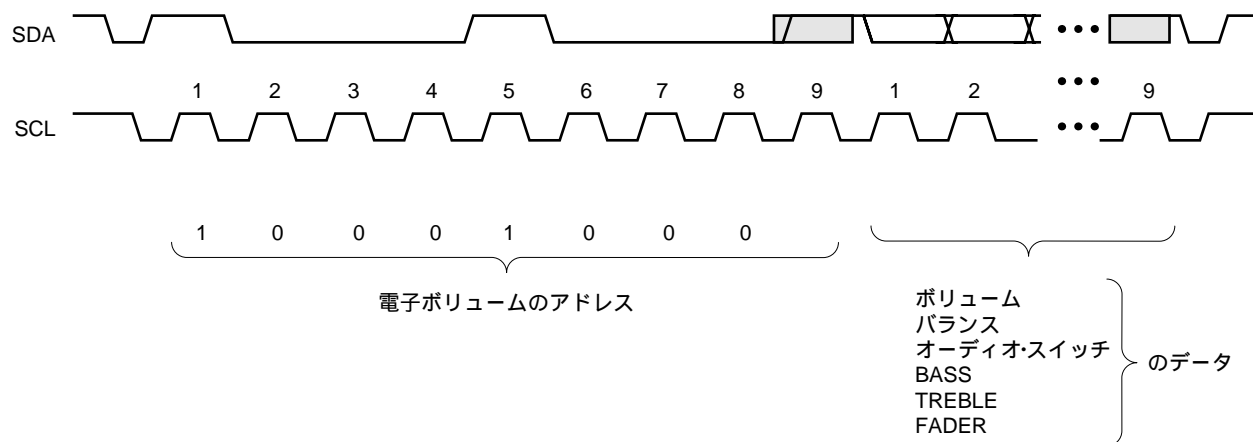 SDA
1 2 3 4 5 6 7 8 9 1 2 9
SCL
1 0 0 0 1 0 0 0
電子ボリュームのアドレス
ボリューム
バランス
オーディオ・スイッチ
BASS
TREBLE
FADER
のデータ